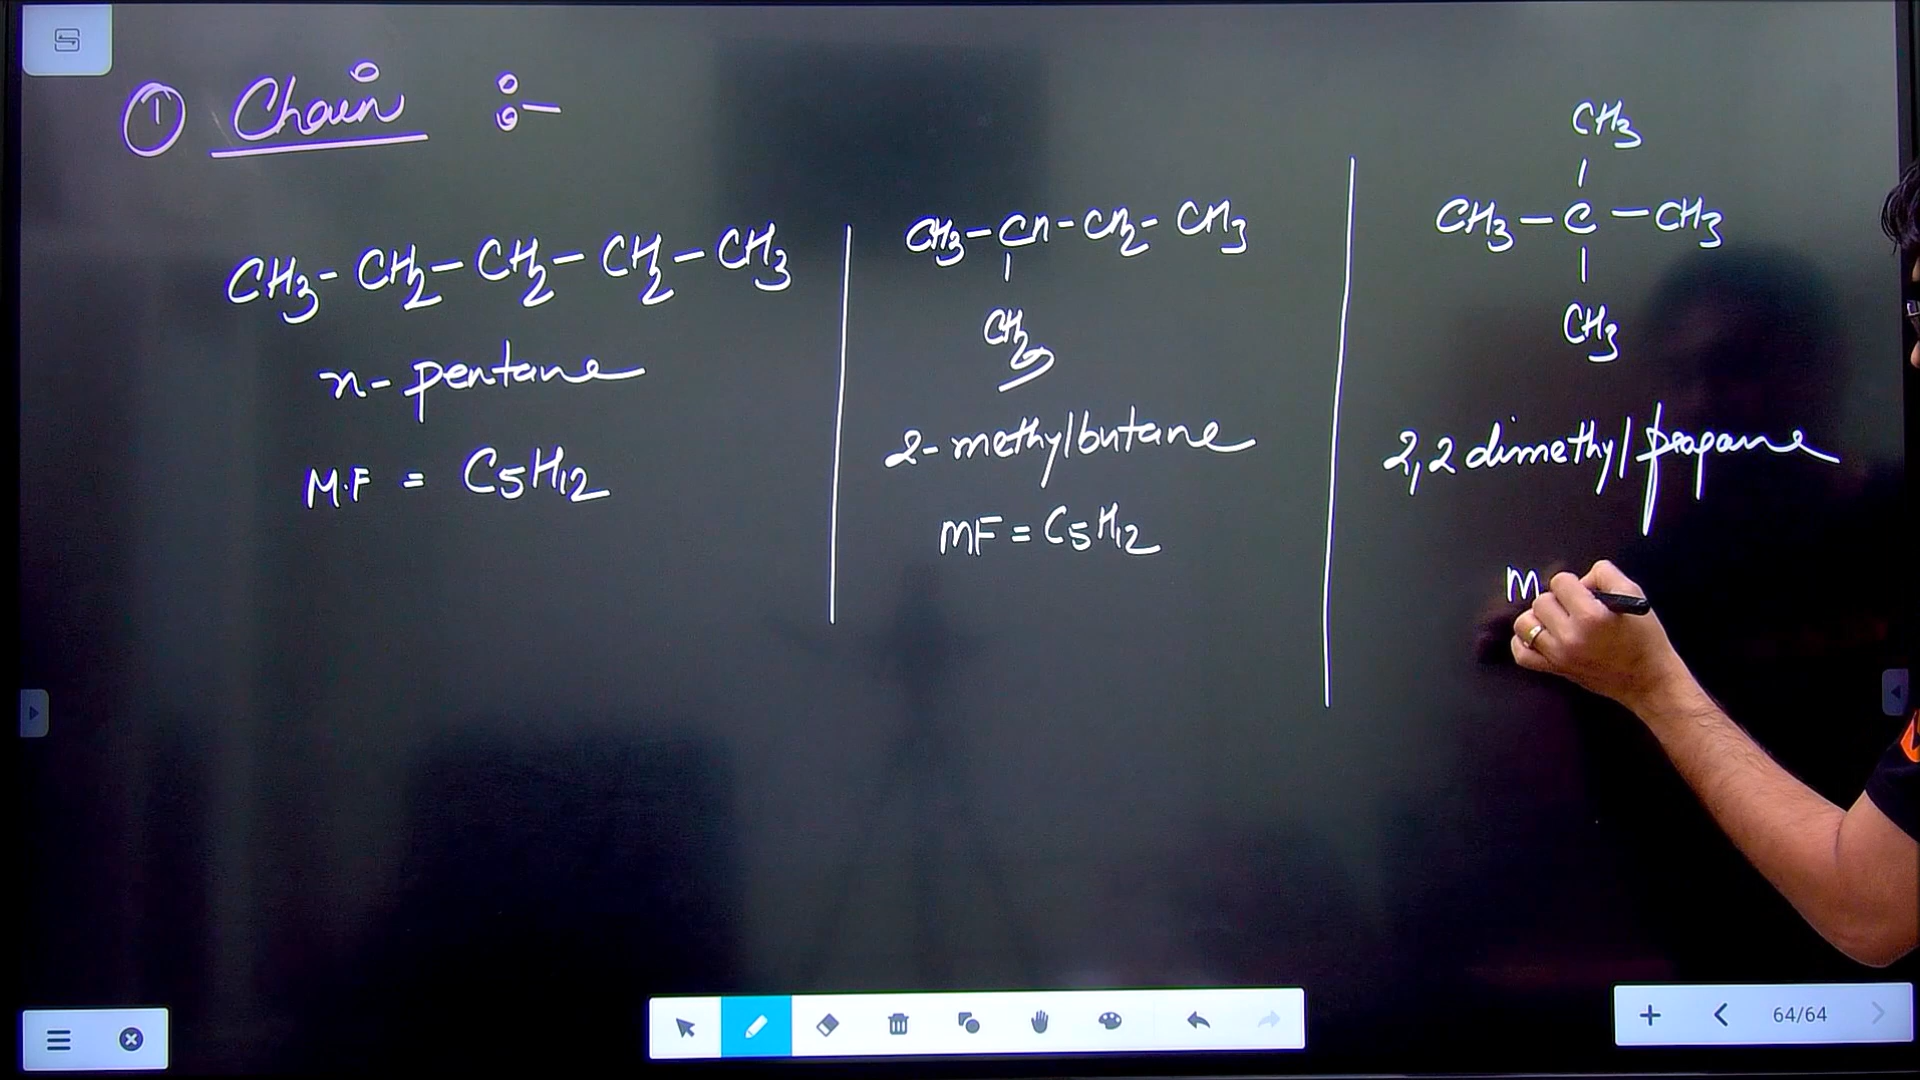 ① Chain :-
CH3-CH2-CH2-CH2-CH3
n-pentane
M.F = C5H12
CH3-CH-CH2-CH3
|
CH3
2-methylbutane
MF = C5H12
CH3
|
CH3-C-CH3
|
CH3
2,2 dimethyl propane
M
64/64